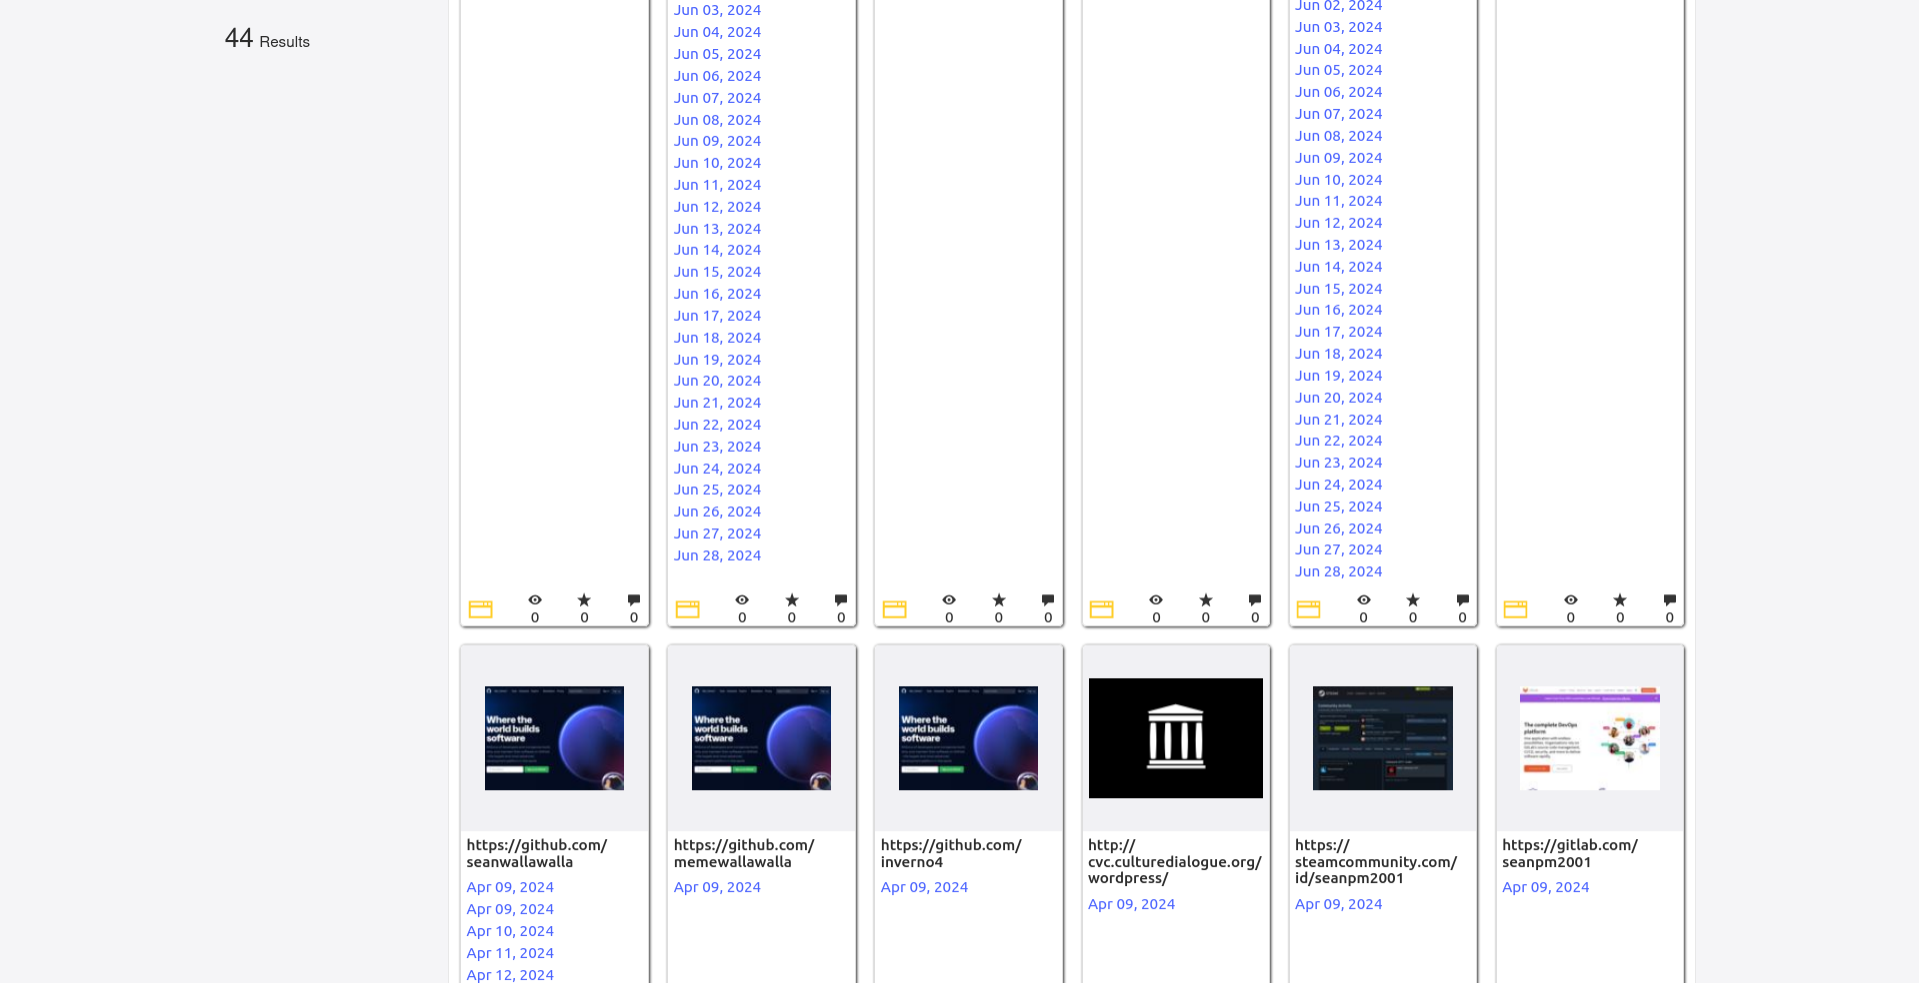 44 Results
Jun 03, 2024
Jun 04, 2024
Jun 05, 2024
Jun 06, 2024
Jun 07, 2024
Jun 08, 2024
Jun 09, 2024
Jun 10, 2024
Jun 11, 2024
Jun 12, 2024
Jun 13, 2024
Jun 14, 2024
Jun 15, 2024
Jun 16, 2024
Jun 17, 2024
Jun 18, 2024
Jun 19, 2024
Jun 20, 2024
Jun 21, 2024
Jun 22, 2024
Jun 23, 2024
Jun 24, 2024
Jun 25, 2024
Jun 26, 2024
Jun 27, 2024
Jun 28, 2024
Jun 02, 2024
Jun 03, 2024
Jun 04, 2024
Jun 05, 2024
Jun 06, 2024
Jun 07, 2024
Jun 08, 2024
Jun 09, 2024
Jun 10, 2024
Jun 11, 2024
Jun 12, 2024
Jun 13, 2024
Jun 14, 2024
Jun 15, 2024
Jun 16, 2024
Jun 17, 2024
Jun 18, 2024
Jun 19, 2024
Jun 20, 2024
Jun 21, 2024
Jun 22, 2024
Jun 23, 2024
Jun 24, 2024
Jun 25, 2024
Jun 26, 2024
Jun 27, 2024
Jun 28, 2024
0 0 0
0 0 0
0 0 0
0 0 0
0 0 0
0 0 0
Where the
world builds
software
https://github.com/
seanwallawalla
Apr 09, 2024
Apr 09, 2024
Apr 10, 2024
Apr 11, 2024
Apr 12, 2024
Where the
world builds
software
https://github.com/
memewallawalla
Apr 09, 2024
Where the
world builds
software
https://github.com/
inverno4
Apr 09, 2024
http://
cvc.culturedialogue.org/
wordpress/
Apr 09, 2024
https://
steamcommunity.com/
id/seanpm2001
Apr 09, 2024
The complete DevOps
platform
https://gitlab.com/
seanpm2001
Apr 09, 2024